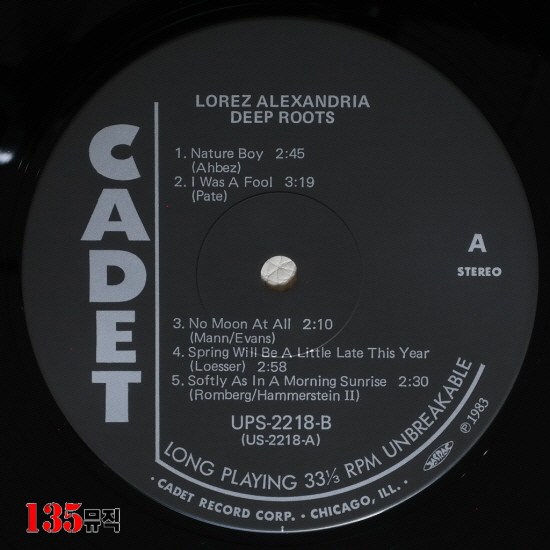 CADET
LOREZ ALEXANDRIA
DEEP ROOTS
1. Nature Boy 2:45
(Ahbez)
2. I Was A Fool 3:19
(Pate)
A
STEREO
3. No Moon At All 2:10
(Mann/Evans)
4. Spring Will Be A Little Late This Year
(Loesser) 2:58
5. Softly As In A Morning Sunrise 2:30
(Romberg/Hammerstein II)
UPS-2218-B
(US-2218-A)
LONG PLAYING 33⅓ RPM UNBREAKABLE
℗1983
JASRAC
· CADET RECORD CORP. · CHICAGO, ILL. ·
135뮤직